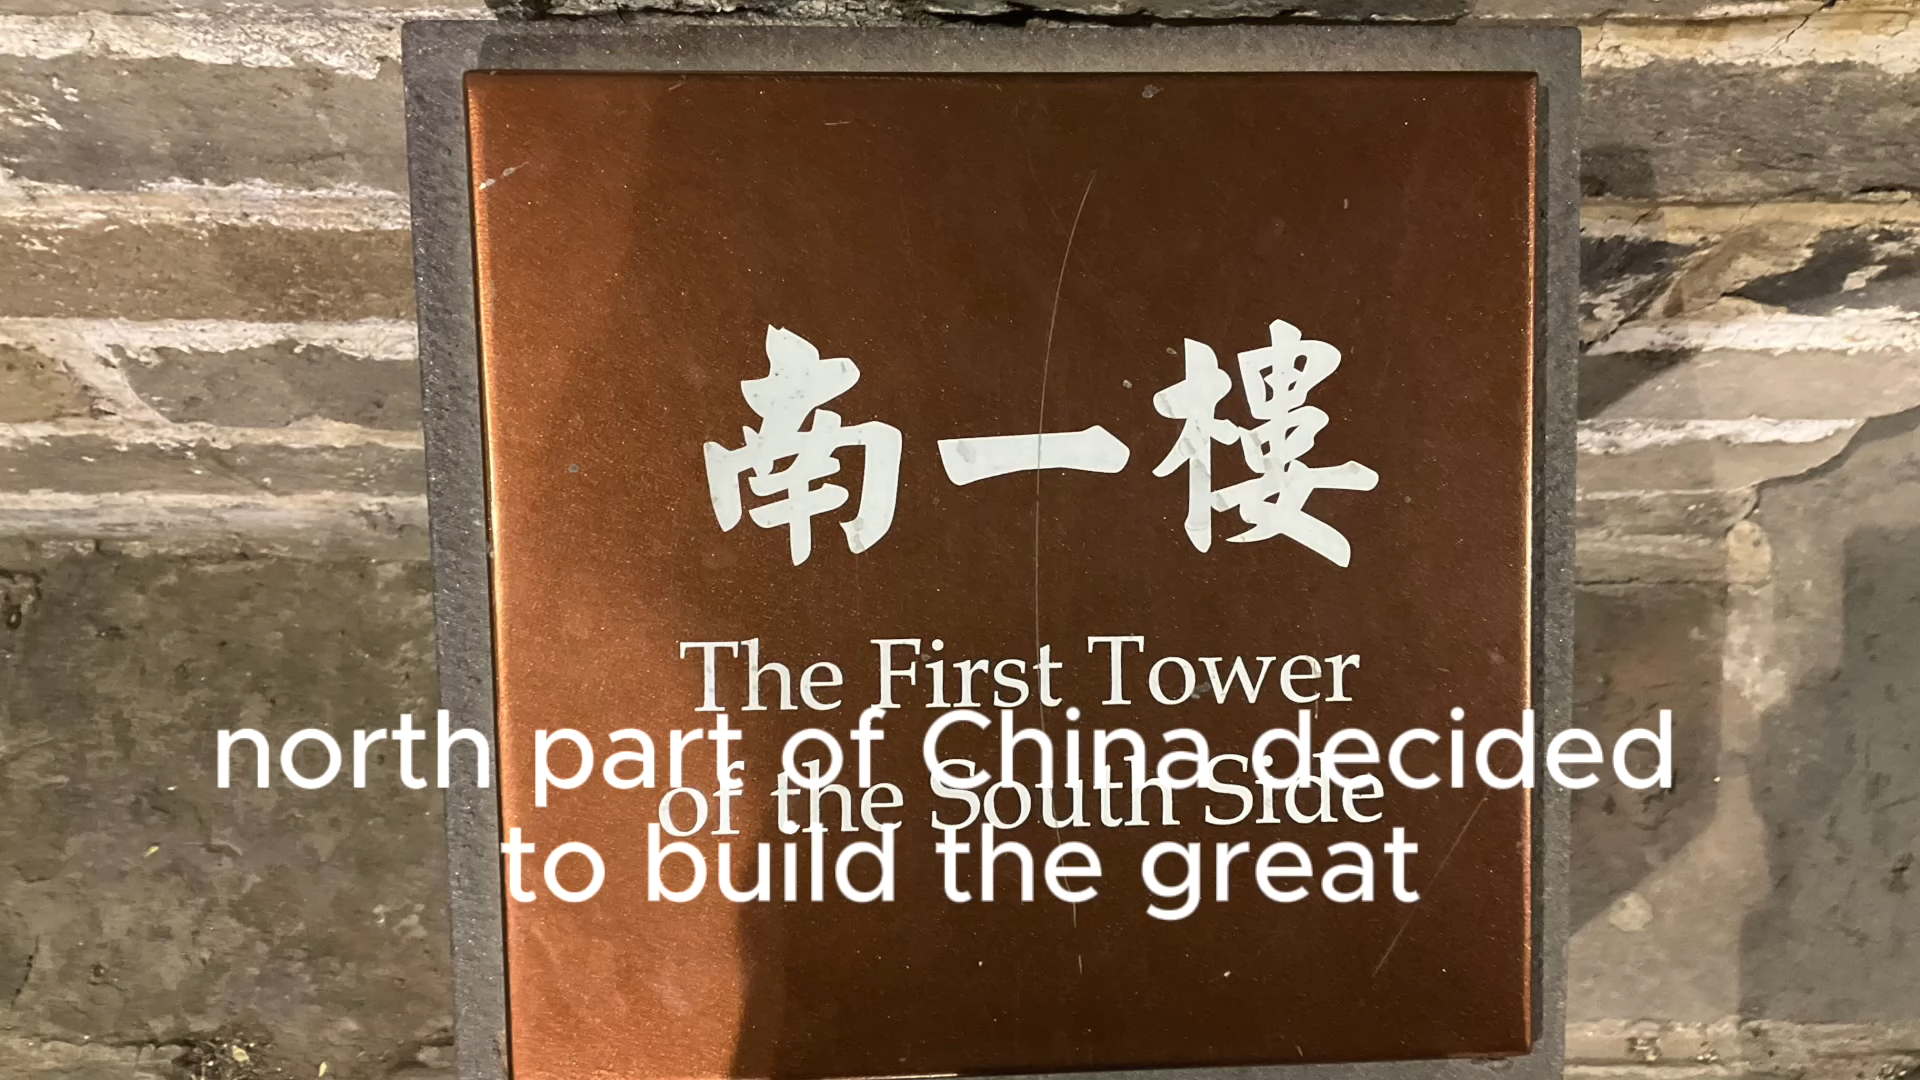 南一樓
The First Tower
of the South Side
north part of China decided
to build the great